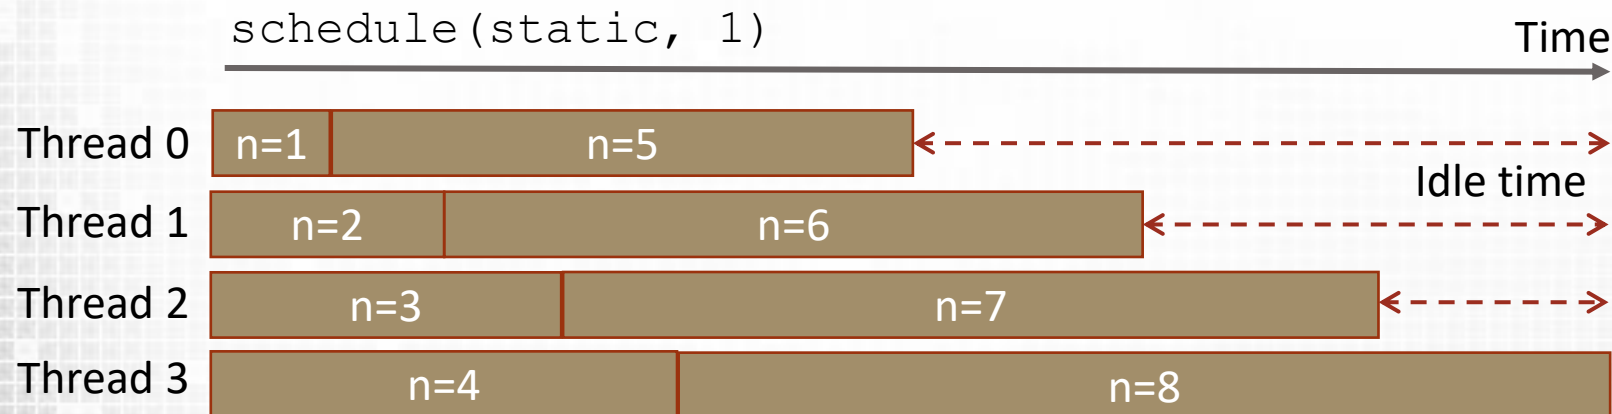 schedule(static, 1)
Time
Thread 0 n=1 n=5
Idle time
Thread 1 n=2 n=6
Thread 2 n=3 n=7
Thread 3 n=4 n=8